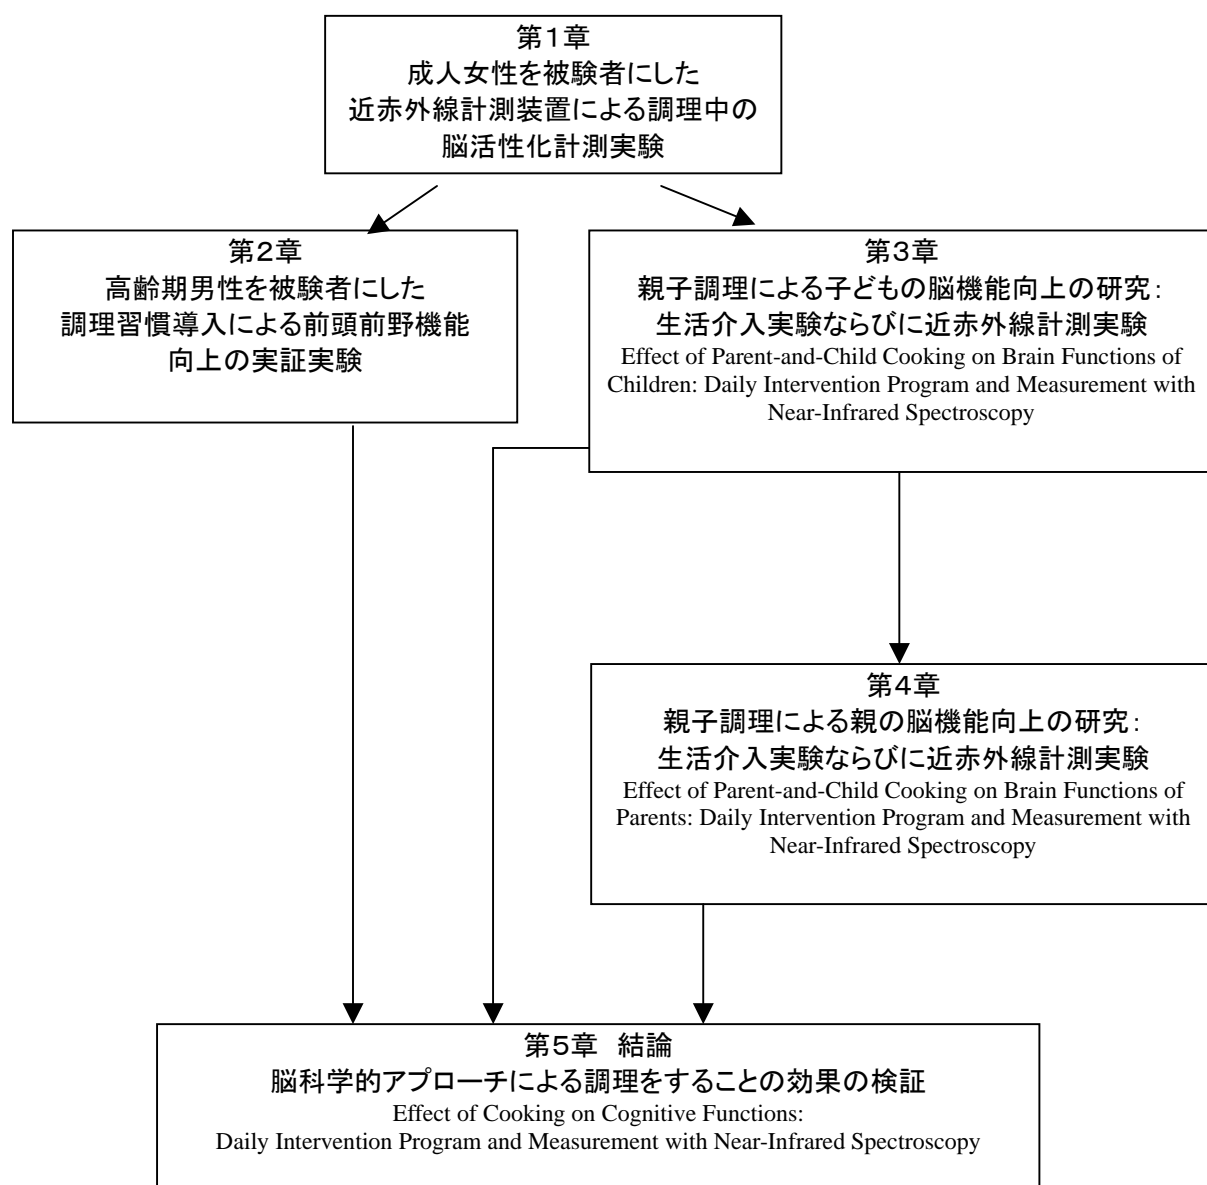 第1章
成人女性を被験者にした
近赤外線計測装置による調理中の
脳活性化計測実験
第2章
高齢期男性を被験者にした
調理習慣導入による前頭前野機能
向上の実証実験
第3章
親子調理による子どもの脳機能向上の研究:
生活介入実験ならびに近赤外線計測実験
Effect of Parent-and-Child Cooking on Brain Functions of
Children: Daily Intervention Program and Measurement with
Near-Infrared Spectroscopy
第4章
親子調理による親の脳機能向上の研究:
生活介入実験ならびに近赤外線計測実験
Effect of Parent-and-Child Cooking on Brain Functions of
Parents: Daily Intervention Program and Measurement with
Near-Infrared Spectroscopy
第5章 結論
脳科学的アプローチによる調理をすることの効果の検証
Effect of Cooking on Cognitive Functions:
Daily Intervention Program and Measurement with Near-Infrared Spectroscopy